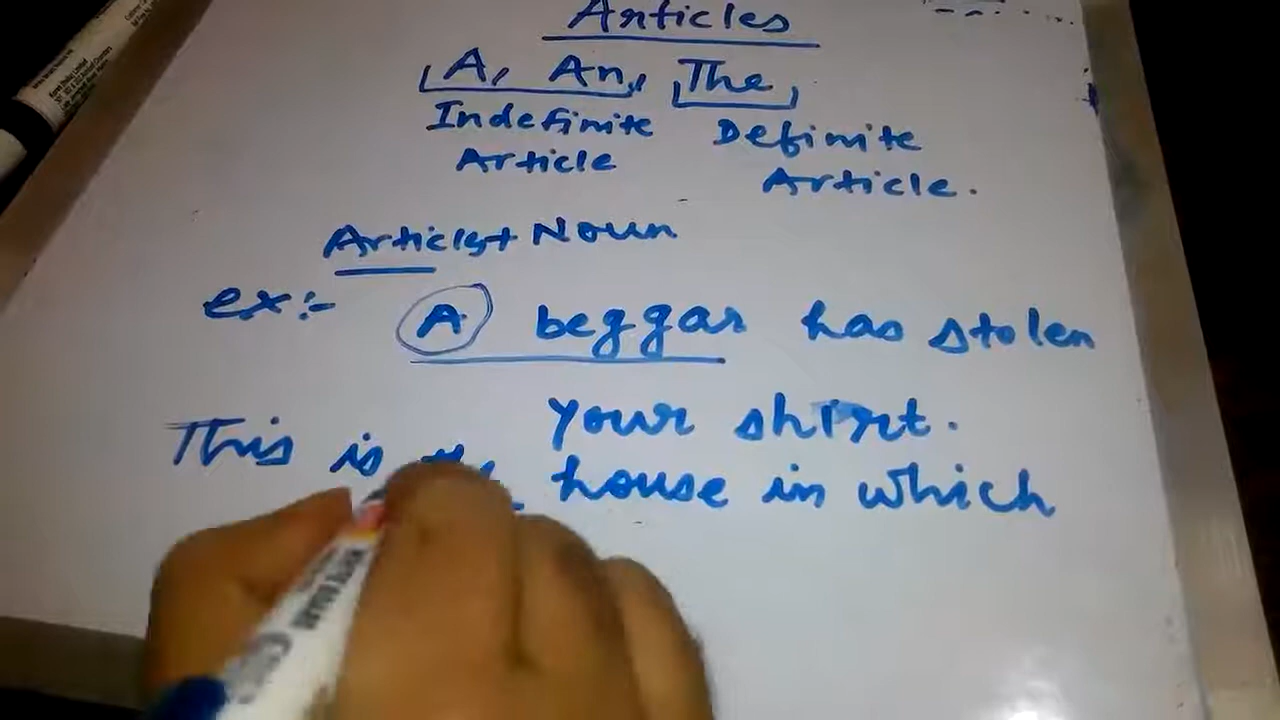 Articles
A, An, The,
Indefinite Definite
Article Article.
Article + Noun
ex:- A beggar has stolen
your shirt.
This is the house in which